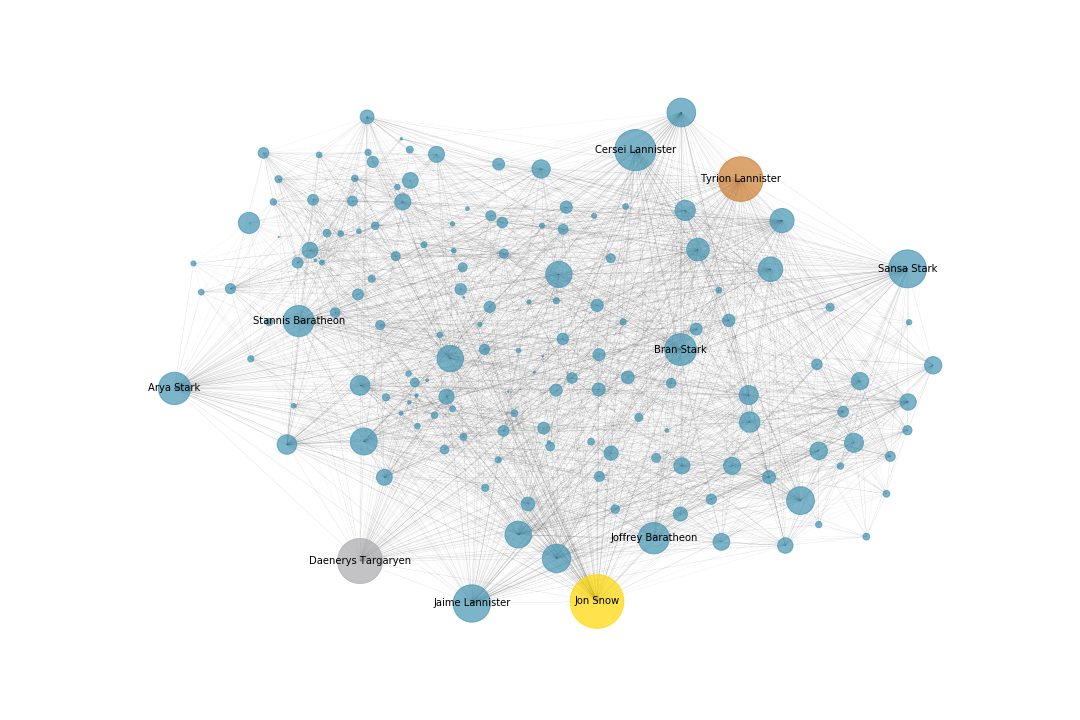 Cersei Lannister
Tyrion Lannister
Sansa Stark
Stannis Baratheon
Bran Stark
Arya Stark
Joffrey Baratheon
Daenerys Targaryen
Jaime Lannister
Jon Snow